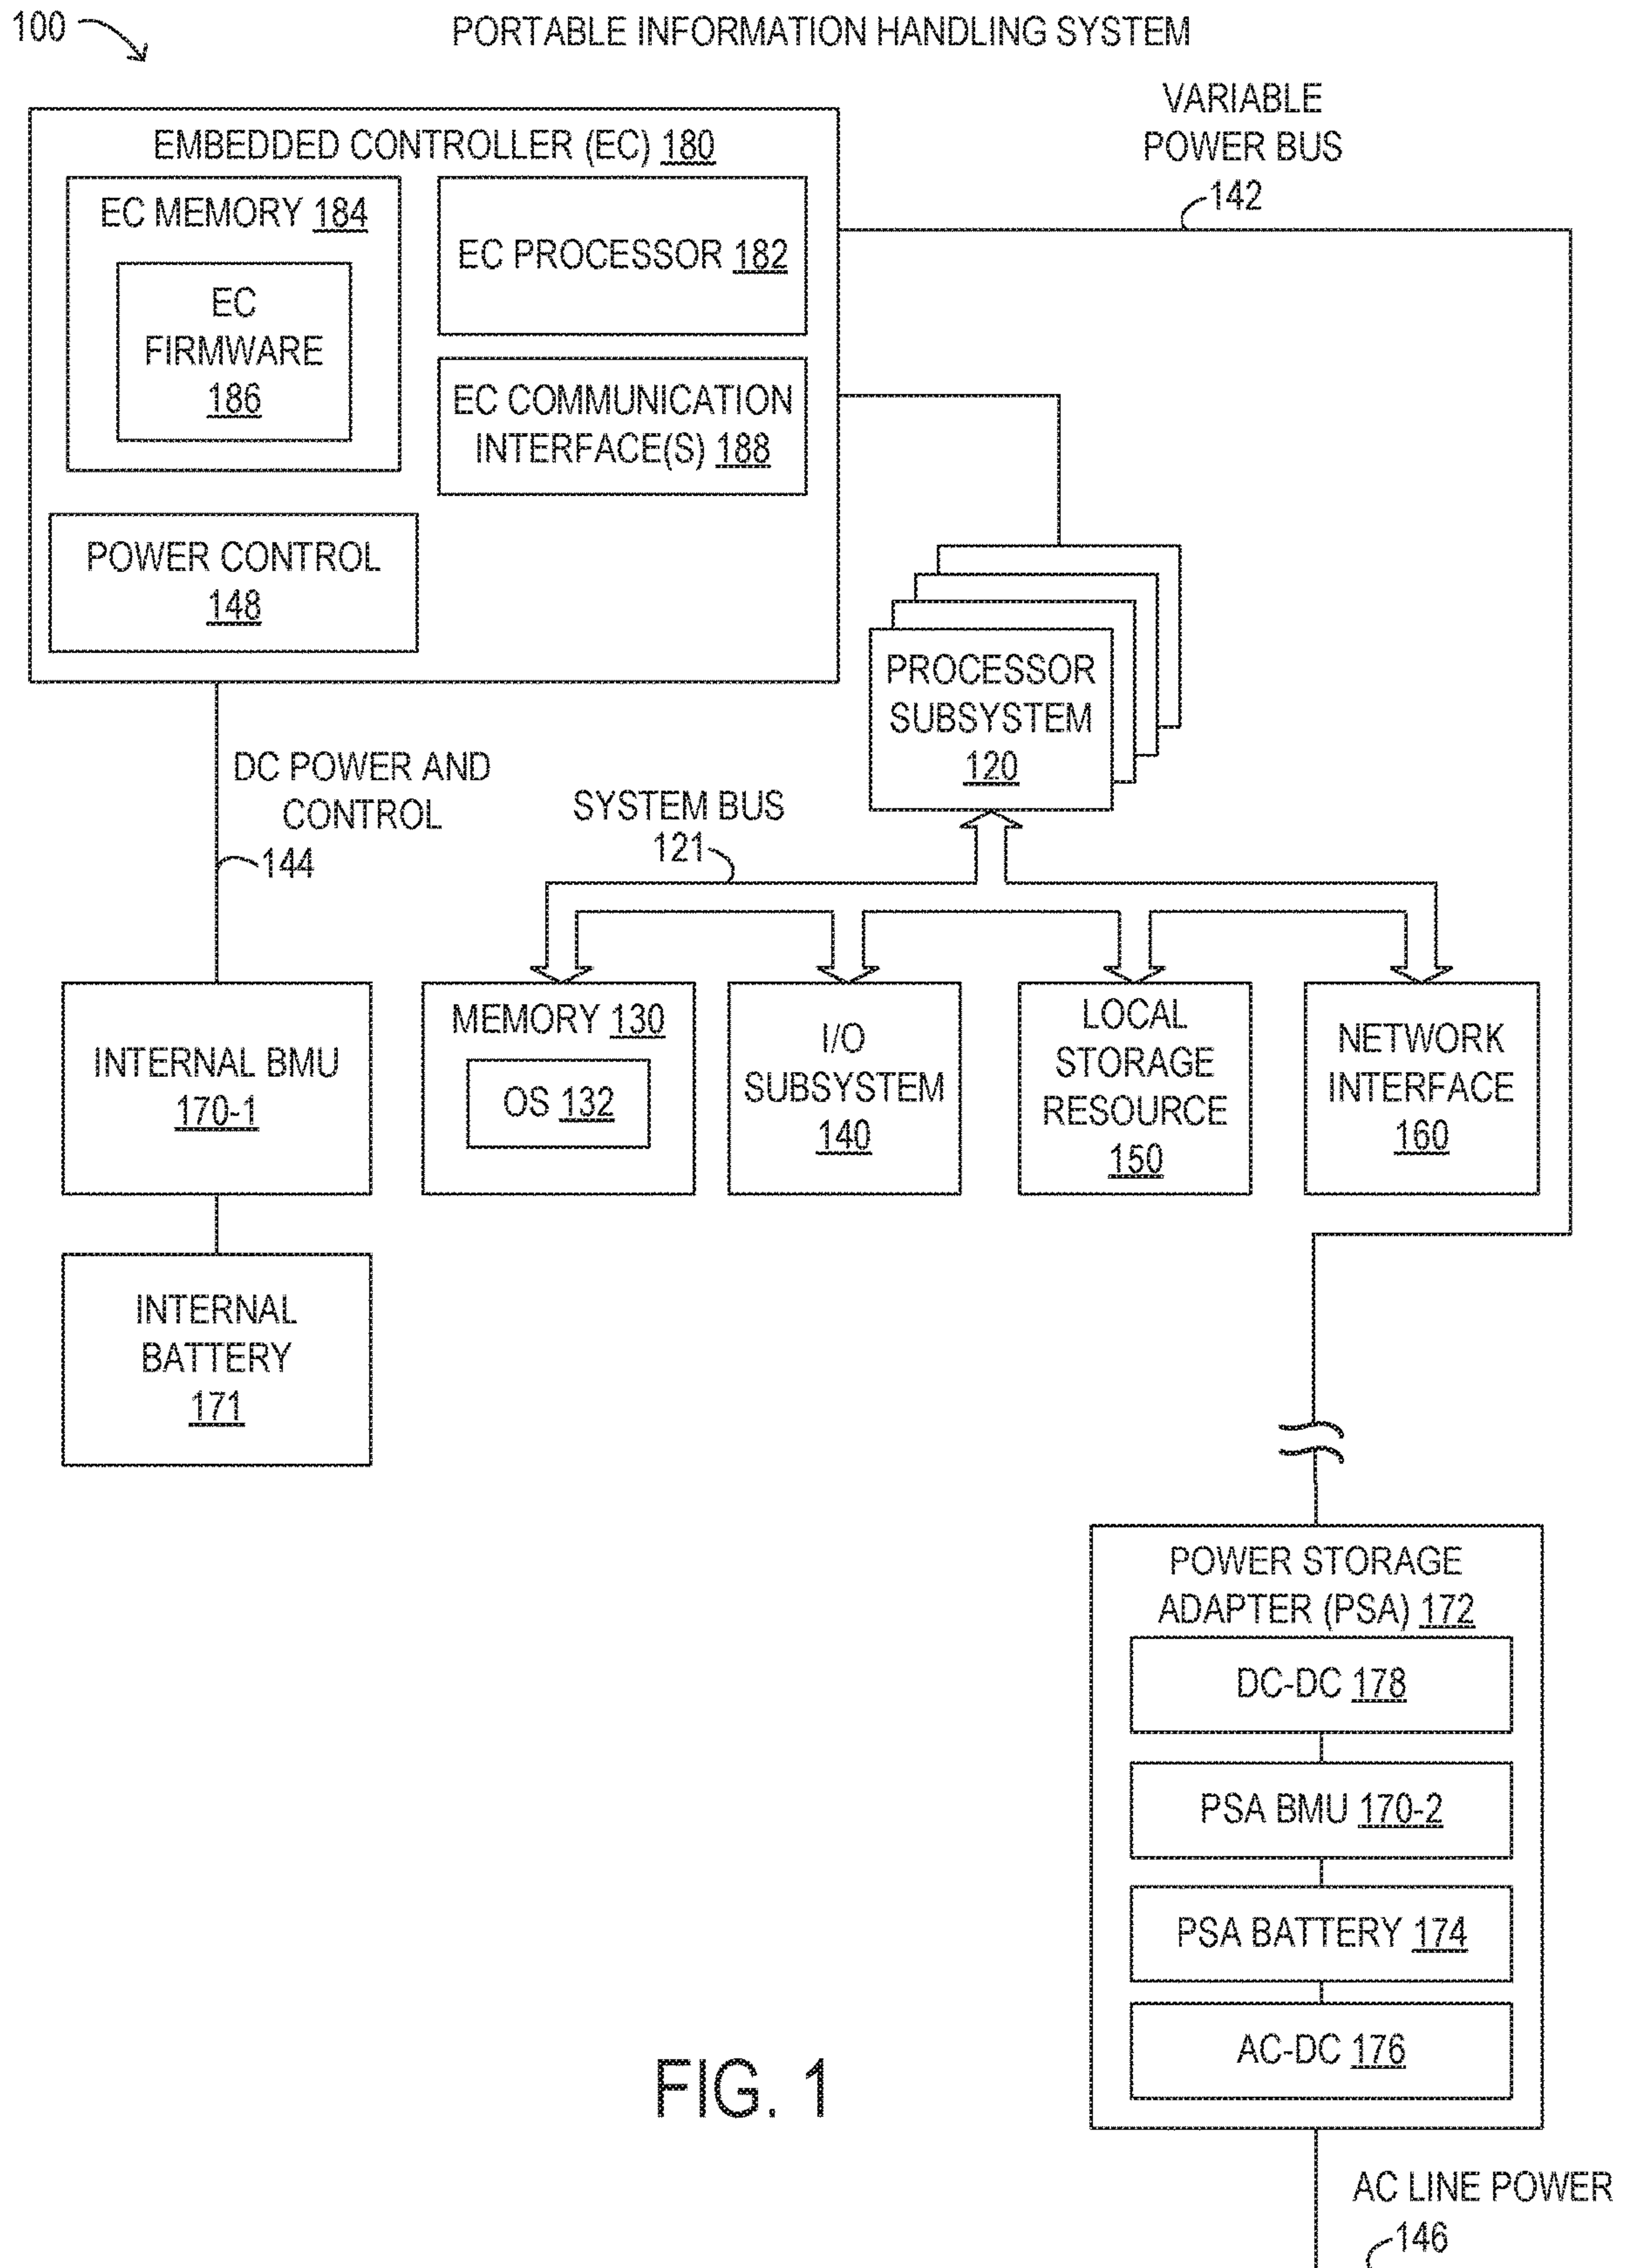 100
PORTABLE INFORMATION HANDLING SYSTEM
VARIABLE
POWER BUS
142
EMBEDDED CONTROLLER (EC) 180
EC MEMORY 184
EC
FIRMWARE
186
EC PROCESSOR 182
EC COMMUNICATION
INTERFACE(S) 188
POWER CONTROL
148
PROCESSOR
SUBSYSTEM
120
DC POWER AND
CONTROL
144
SYSTEM BUS
121
INTERNAL BMU
170-1
MEMORY 130
OS 132
I/O
SUBSYSTEM
140
LOCAL
STORAGE
RESOURCE
150
NETWORK
INTERFACE
160
INTERNAL
BATTERY
171
POWER STORAGE
ADAPTER (PSA) 172
DC-DC 178
PSA BMU 170-2
PSA BATTERY 174
AC-DC 176
FIG. 1
AC LINE POWER
146